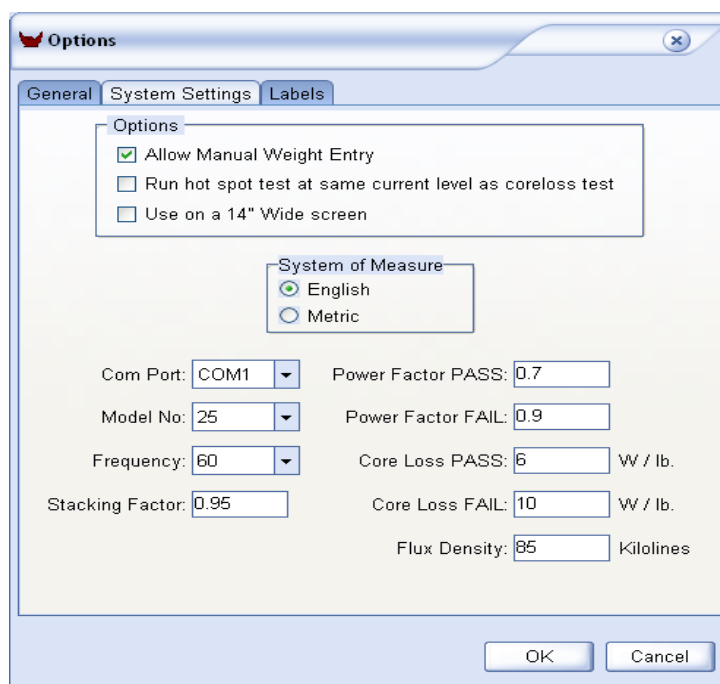 Options
General System Settings Labels
Options
Allow Manual Weight Entry
Run hot spot test at same current level as coreloss test
Use on a 14" Wide screen
System of Measure
English
Metric
Com Port: COM1 Power Factor PASS: 0.7
Model No: 25 Power Factor FAIL: 0.9
Frequency: 60 Core Loss PASS: 6 W / lb.
Stacking Factor: 0.95 Core Loss FAIL: 10 W / lb.
Flux Density: 85 Kilolines
OK Cancel